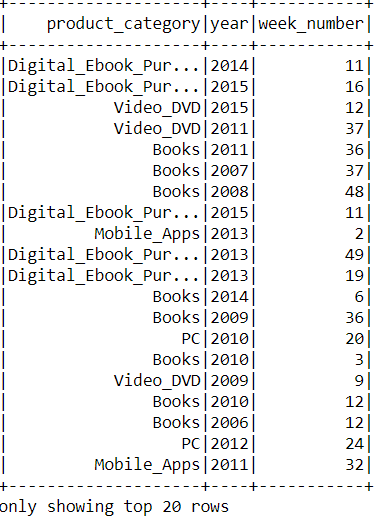 +--------------------+----+-----------+
|    product_category|year|week_number|
+--------------------+----+-----------+
|Digital_Ebook_Pur...|2014|         11|
|Digital_Ebook_Pur...|2015|         16|
|           Video_DVD|2015|         12|
|           Video_DVD|2011|         37|
|               Books|2011|         36|
|               Books|2007|         37|
|               Books|2008|         48|
|Digital_Ebook_Pur...|2015|         11|
|         Mobile_Apps|2013|          2|
|Digital_Ebook_Pur...|2013|         49|
|Digital_Ebook_Pur...|2013|         19|
|               Books|2014|          6|
|               Books|2009|         36|
|                  PC|2010|         20|
|               Books|2010|          3|
|           Video_DVD|2009|          9|
|               Books|2010|         12|
|               Books|2006|         12|
|                  PC|2012|         24|
|         Mobile_Apps|2011|         32|
+--------------------+----+-----------+
only showing top 20 rows